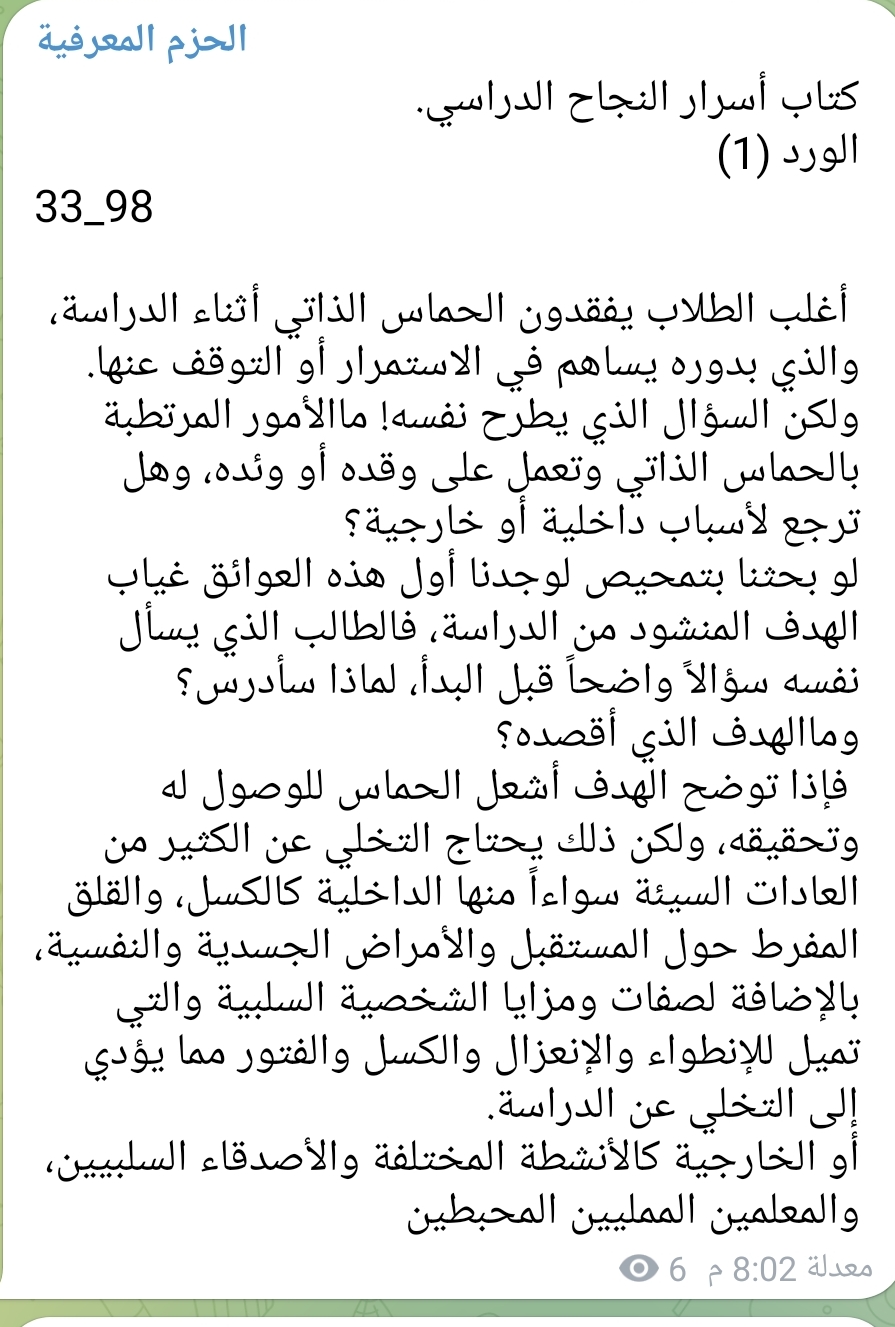 الحزم المعرفية
كتاب أسرار النجاح الدراسي.
الورد (1)
33_98
أغلب الطلاب يفقدون الحماس الذاتي أثناء الدراسة،
والذي بدوره يساهم في الاستمرار أو التوقف عنها.
ولكن السؤال الذي يطرح نفسه! ماالأمور المرتطبة
بالحماس الذاتي وتعمل على وقده أو وئده، وهل
ترجع لأسباب داخلية أو خارجية؟
لو بحثنا بتمحيص لوجدنا أول هذه العوائق غياب
الهدف المنشود من الدراسة، فالطالب الذي يسأل
نفسه سؤالاً واضحاً قبل البدأ، لماذا سأدرس؟
وماالهدف الذي أقصده؟
فإذا توضح الهدف أشعل الحماس للوصول له
وتحقيقه، ولكن ذلك يحتاج التخلي عن الكثير من
العادات السيئة سواءاً منها الداخلية كالكسل، والقلق
المفرط حول المستقبل والأمراض الجسدية والنفسية،
بالإضافة لصفات ومزايا الشخصية السلبية والتي
تميل للإنطواء والإنعزال والكسل والفتور مما يؤدي
إلى التخلي عن الدراسة.
أو الخارجية كالأنشطة المختلفة والأصدقاء السلبيين،
والمعلمين المملييين المحبطين
معدلة 8:02 م 6